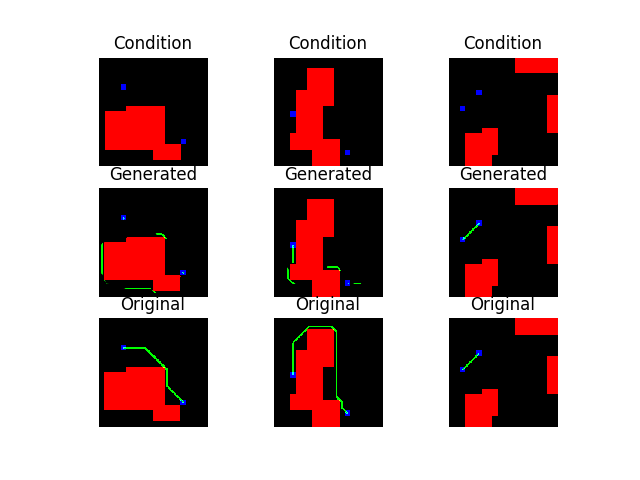 Condition Condition Condition
Generated Generated Generated
Original Original Original